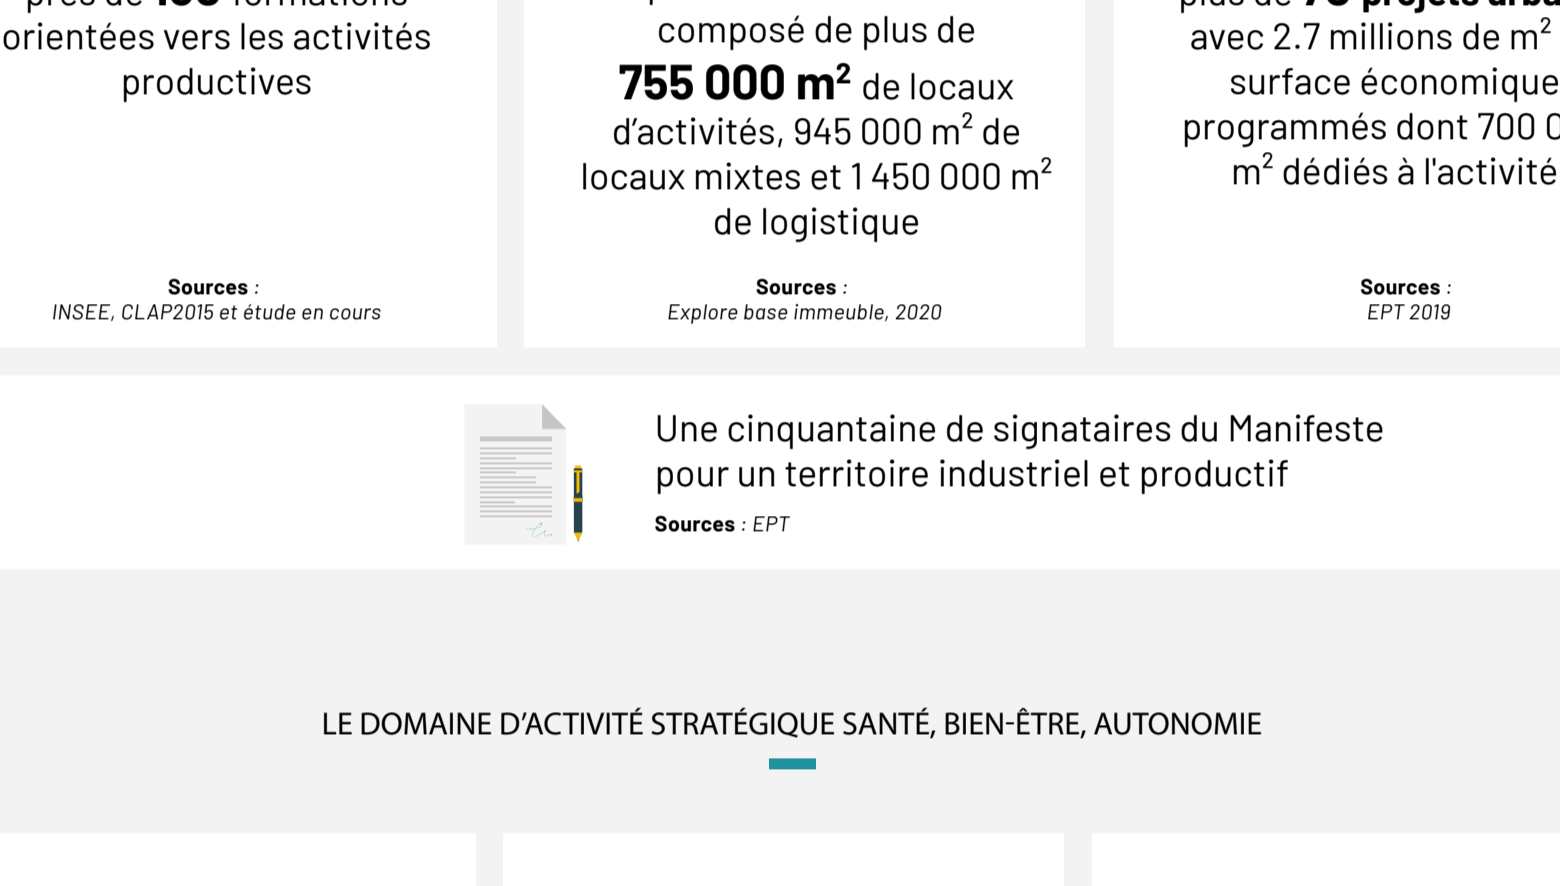 orientées vers les activités
productives
Sources :
INSEE, CLAP2015 et étude en cours
composé de plus de
755 000 m² de locaux
d’activités, 945 000 m² de
locaux mixtes et 1 450 000 m²
de logistique
Sources :
Explore base immeuble, 2020
avec 2.7 millions de m²
surface économique
programmés dont 700
m² dédiés à l'activité
Sources :
EPT 2019
Une cinquantaine de signataires du Manifeste
pour un territoire industriel et productif
Sources : EPT
LE DOMAINE D’ACTIVITÉ STRATÉGIQUE SANTÉ, BIEN-ÊTRE, AUTONOMIE